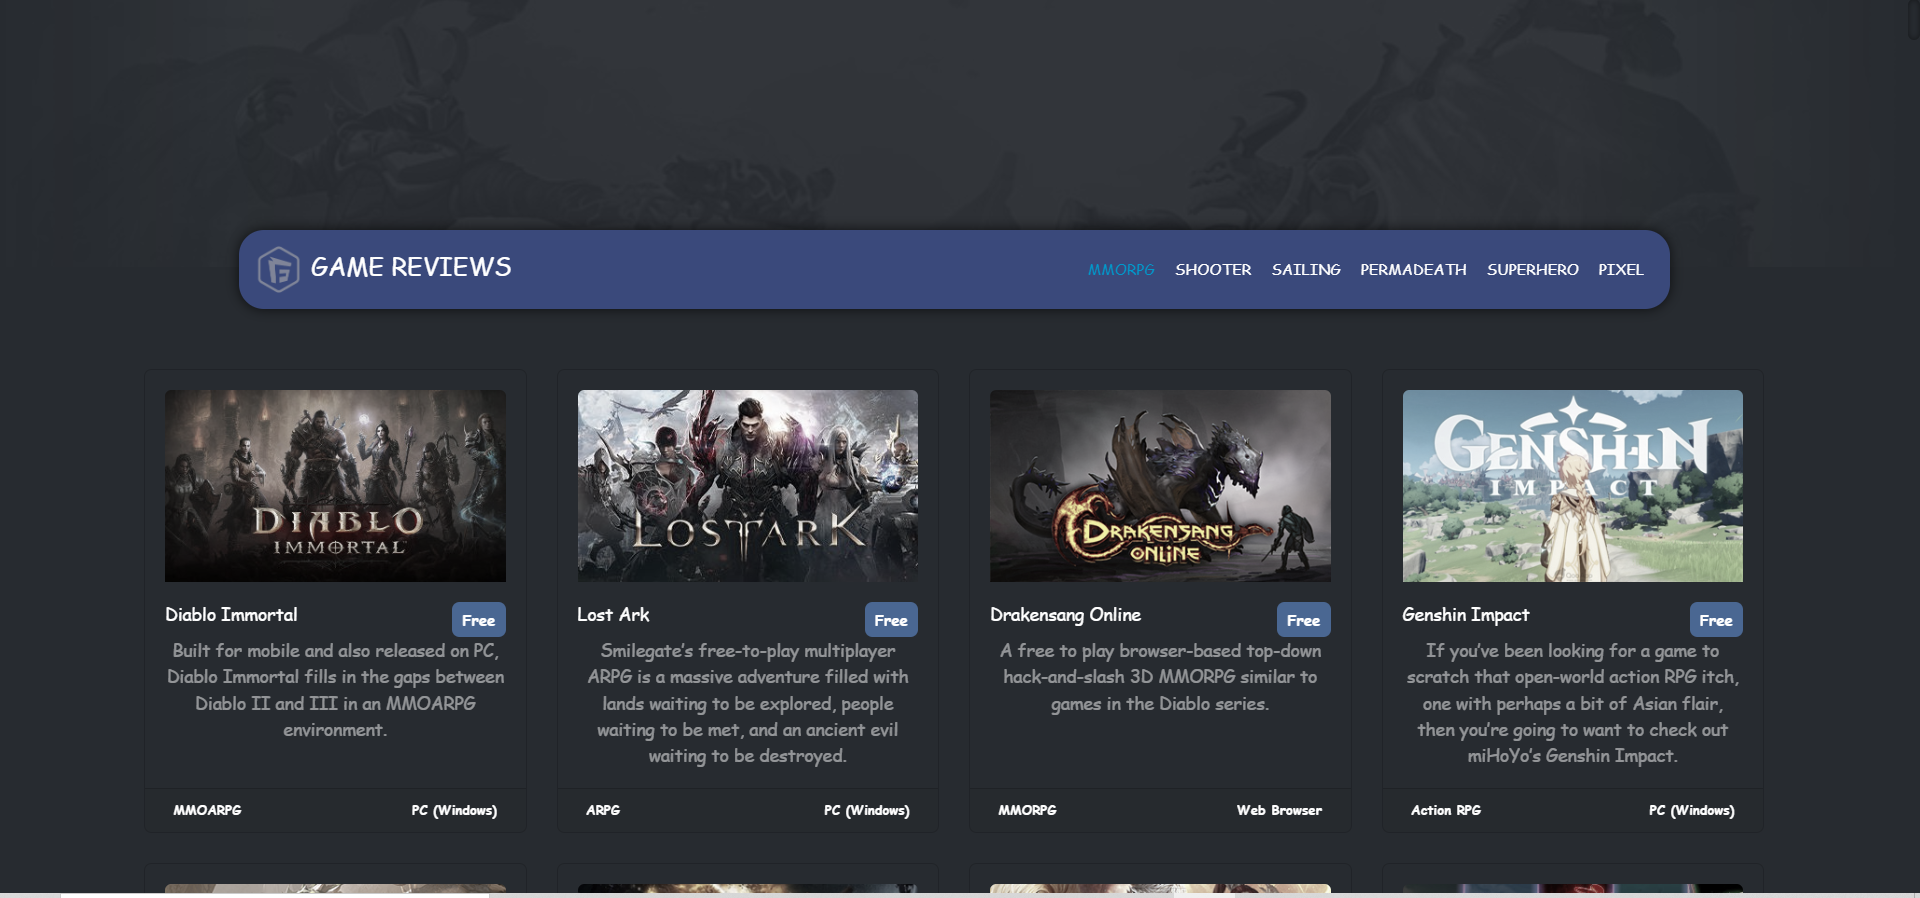 GAME REVIEWS
MMORPG SHOOTER SAILING PERMADEATH SUPERHERO PIXEL
DIABLO
IMMORTAL
LOST ARK
DRAKENSANG
ONLINE
GENSHIN
IMPACT
Diablo Immortal
Free
Built for mobile and also released on PC,
Diablo Immortal fills in the gaps between
Diablo II and III in an MMOARPG
environment.
MMOARPG
PC (Windows)
Lost Ark
Free
Smilegate’s free-to-play multiplayer
ARPG is a massive adventure filled with
lands waiting to be explored, people
waiting to be met, and an ancient evil
waiting to be destroyed.
ARPG
PC (Windows)
Drakensang Online
Free
A free to play browser-based top-down
hack-and-slash 3D MMORPG similar to
games in the Diablo series.
MMORPG
Web Browser
Genshin Impact
Free
If you’ve been looking for a game to
scratch that open-world action RPG itch,
one with perhaps a bit of Asian flair,
then you’re going to want to check out
miHoYo’s Genshin Impact.
Action RPG
PC (Windows)